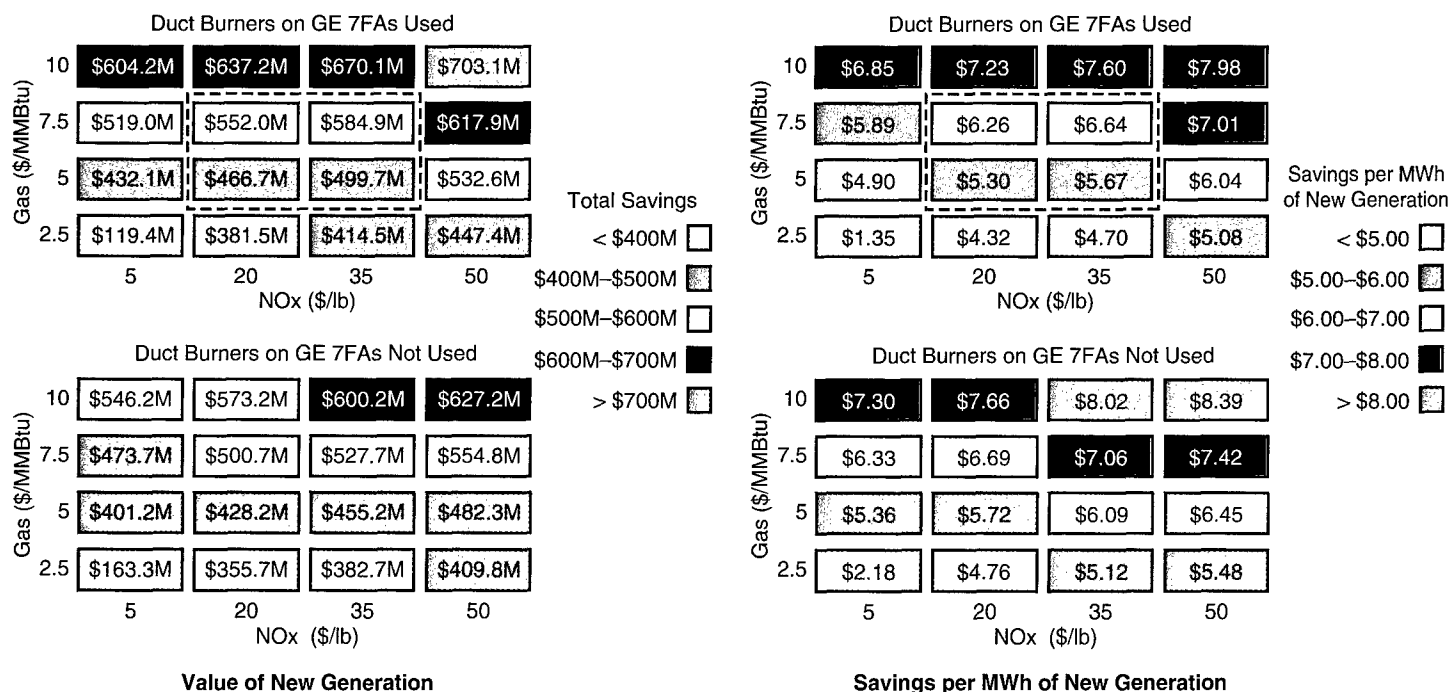 Duct Burners on GE 7FAs Used
Gas ($/MMBtu)
10 $604.2M $637.2M $670.1M $703.1M
7.5 $519.0M $552.0M $584.9M $617.9M
5 $432.1M $466.7M $499.7M $532.6M
2.5 $119.4M $381.5M $414.5M $447.4M
5 20 35 50
NOx ($/lb)
Total Savings
< $400M
$400M–$500M
$500M–$600M
$600M–$700M
> $700M
Duct Burners on GE 7FAs Not Used
Gas ($/MMBtu)
10 $546.2M $573.2M $600.2M $627.2M
7.5 $473.7M $500.7M $527.7M $554.8M
5 $401.2M $428.2M $455.2M $482.3M
2.5 $163.3M $355.7M $382.7M $409.8M
5 20 35 50
NOx ($/lb)
Value of New Generation
Duct Burners on GE 7FAs Used
Gas ($/MMBtu)
10 $6.85 $7.23 $7.60 $7.98
7.5 $5.89 $6.26 $6.64 $7.01
5 $4.90 $5.30 $5.67 $6.04
2.5 $1.35 $4.32 $4.70 $5.08
5 20 35 50
NOx ($/lb)
Savings per MWh
of New Generation
< $5.00
$5.00–$6.00
$6.00–$7.00
$7.00–$8.00
> $8.00
Duct Burners on GE 7FAs Not Used
Gas ($/MMBtu)
10 $7.30 $7.66 $8.02 $8.39
7.5 $6.33 $6.69 $7.06 $7.42
5 $5.36 $5.72 $6.09 $6.45
2.5 $2.18 $4.76 $5.12 $5.48
5 20 35 50
NOx ($/lb)
Savings per MWh of New Generation